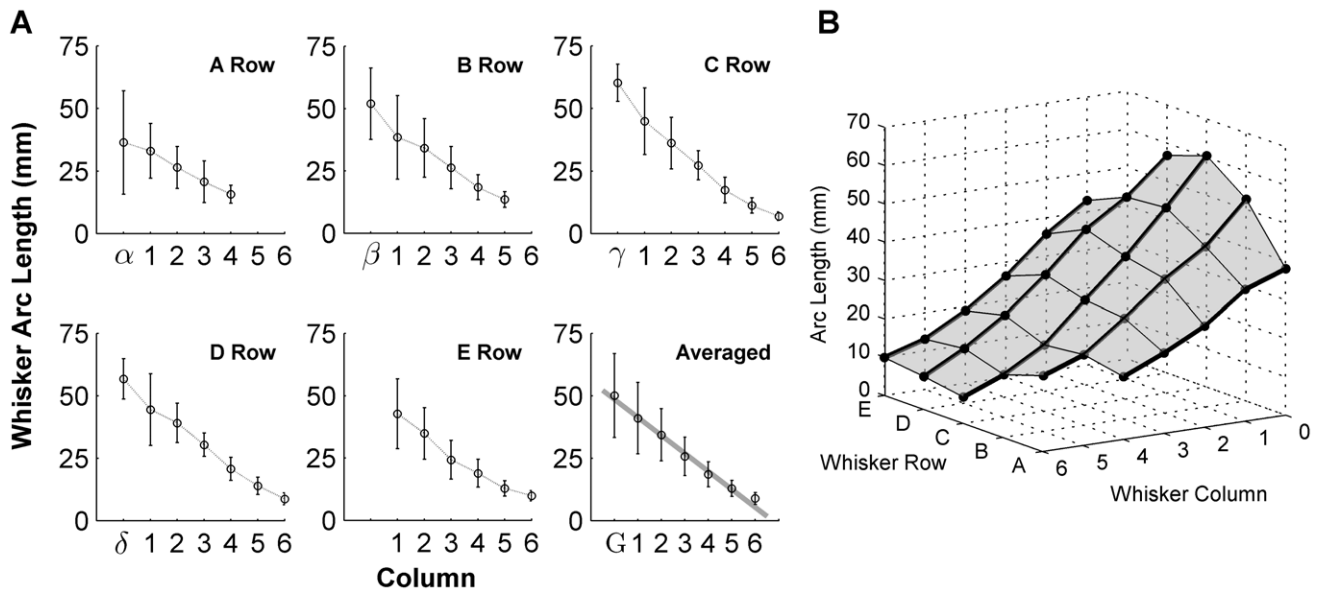 A
Whisker Arc Length (mm)
75
50
25
0
A Row
α 1 2 3 4 5 6
75
50
25
0
B Row
β 1 2 3 4 5 6
75
50
25
0
C Row
γ 1 2 3 4 5 6
75
50
25
0
D Row
δ 1 2 3 4 5 6
75
50
25
0
E Row
1 2 3 4 5 6
75
50
25
0
Averaged
G 1 2 3 4 5 6
Column
B
Arc Length (mm)
70
60
50
40
30
20
10
0
E D C B A
Whisker Row
6 5 4 3 2 1 0
Whisker Column